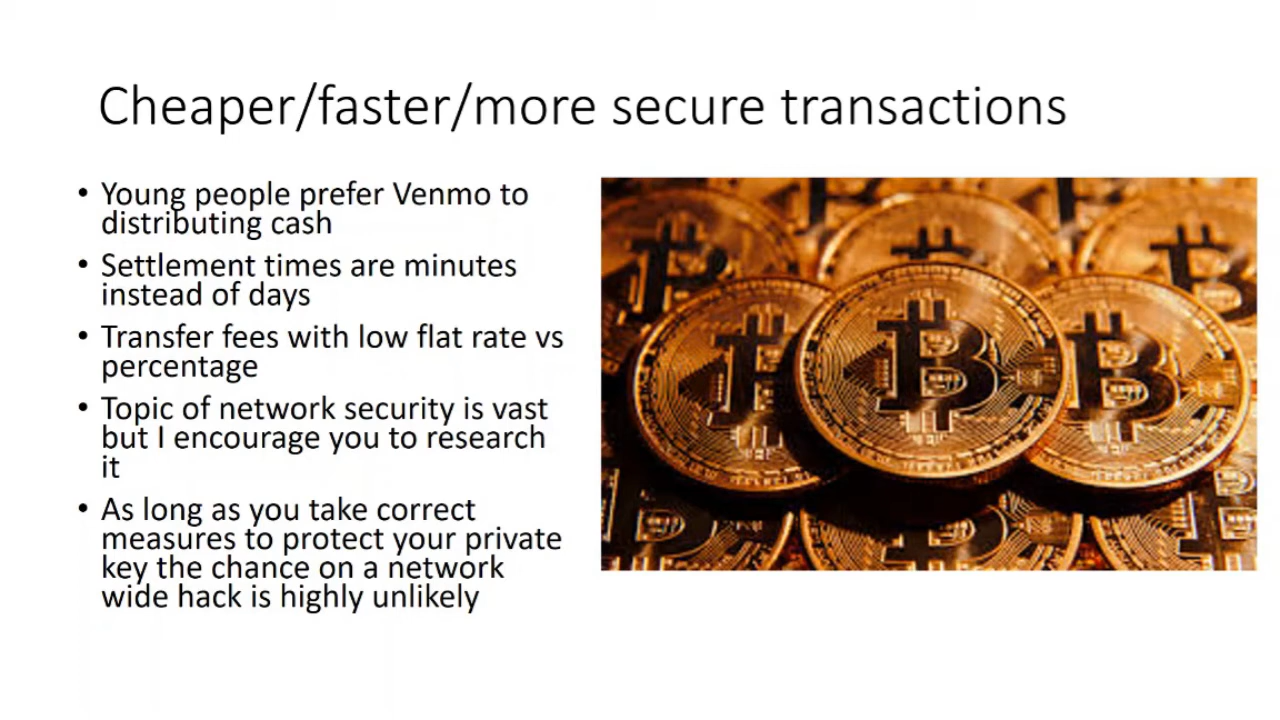 Cheaper/faster/more secure transactions
• Young people prefer Venmo to
distributing cash
• Settlement times are minutes
instead of days
• Transfer fees with low flat rate vs
percentage
• Topic of network security is vast
but I encourage you to research
it
• As long as you take correct
measures to protect your private
key the chance on a network
wide hack is highly unlikely